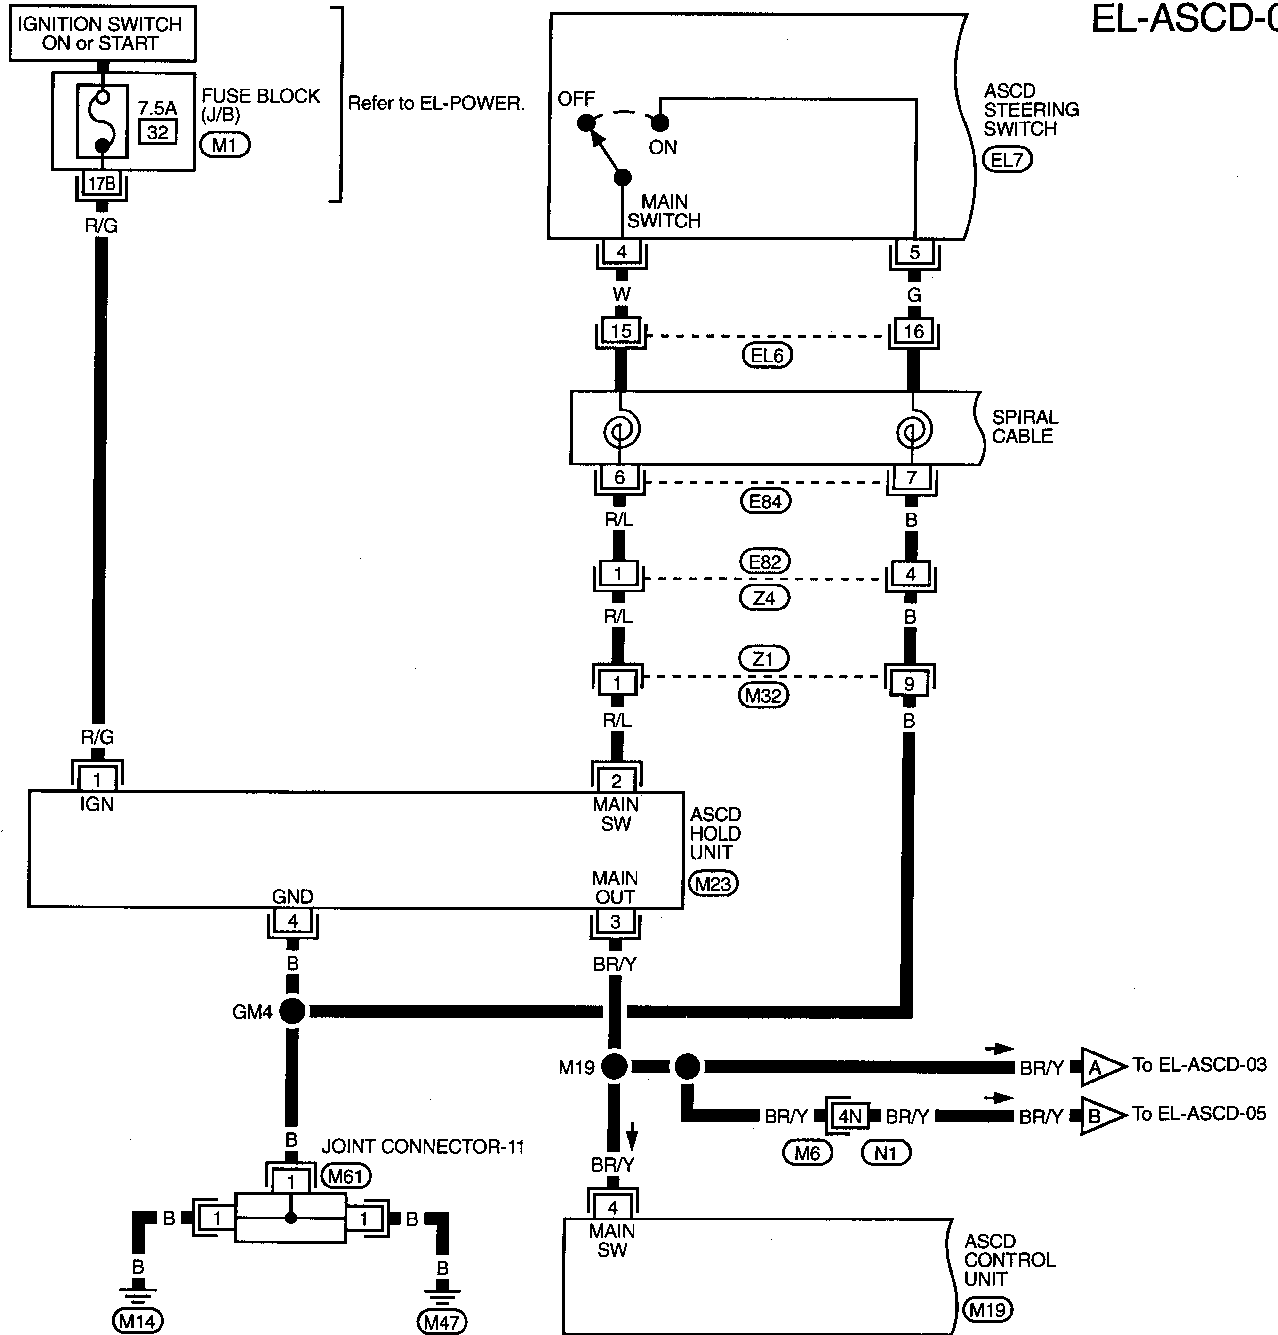 EL-ASCD-0
IGNITION SWITCH
ON or START
7.5A
32
FUSE BLOCK
(J/B)
M1
17B
R/G
Refer to EL-POWER.
OFF
ON
MAIN
SWITCH
ASCD
STEERING
SWITCH
EL7
4
5
W
G
15
16
EL6
SPIRAL
CABLE
6
7
E84
R/L
B
E82
1
4
Z4
R/L
B
Z1
1
9
M32
R/L
B
R/G
1
2
IGN
MAIN
SW
ASCD
HOLD
UNIT
M23
GND
MAIN
OUT
4
3
B
BR/Y
GM4
M19
BR/Y
A
To EL-ASCD-03
BR/Y
4N
BR/Y
BR/Y
B
To EL-ASCD-05
M6
N1
B
JOINT CONNECTOR-11
M61
1
B
1
1
B
B
B
M14
M47
BR/Y
4
MAIN
SW
ASCD
CONTROL
UNIT
M19